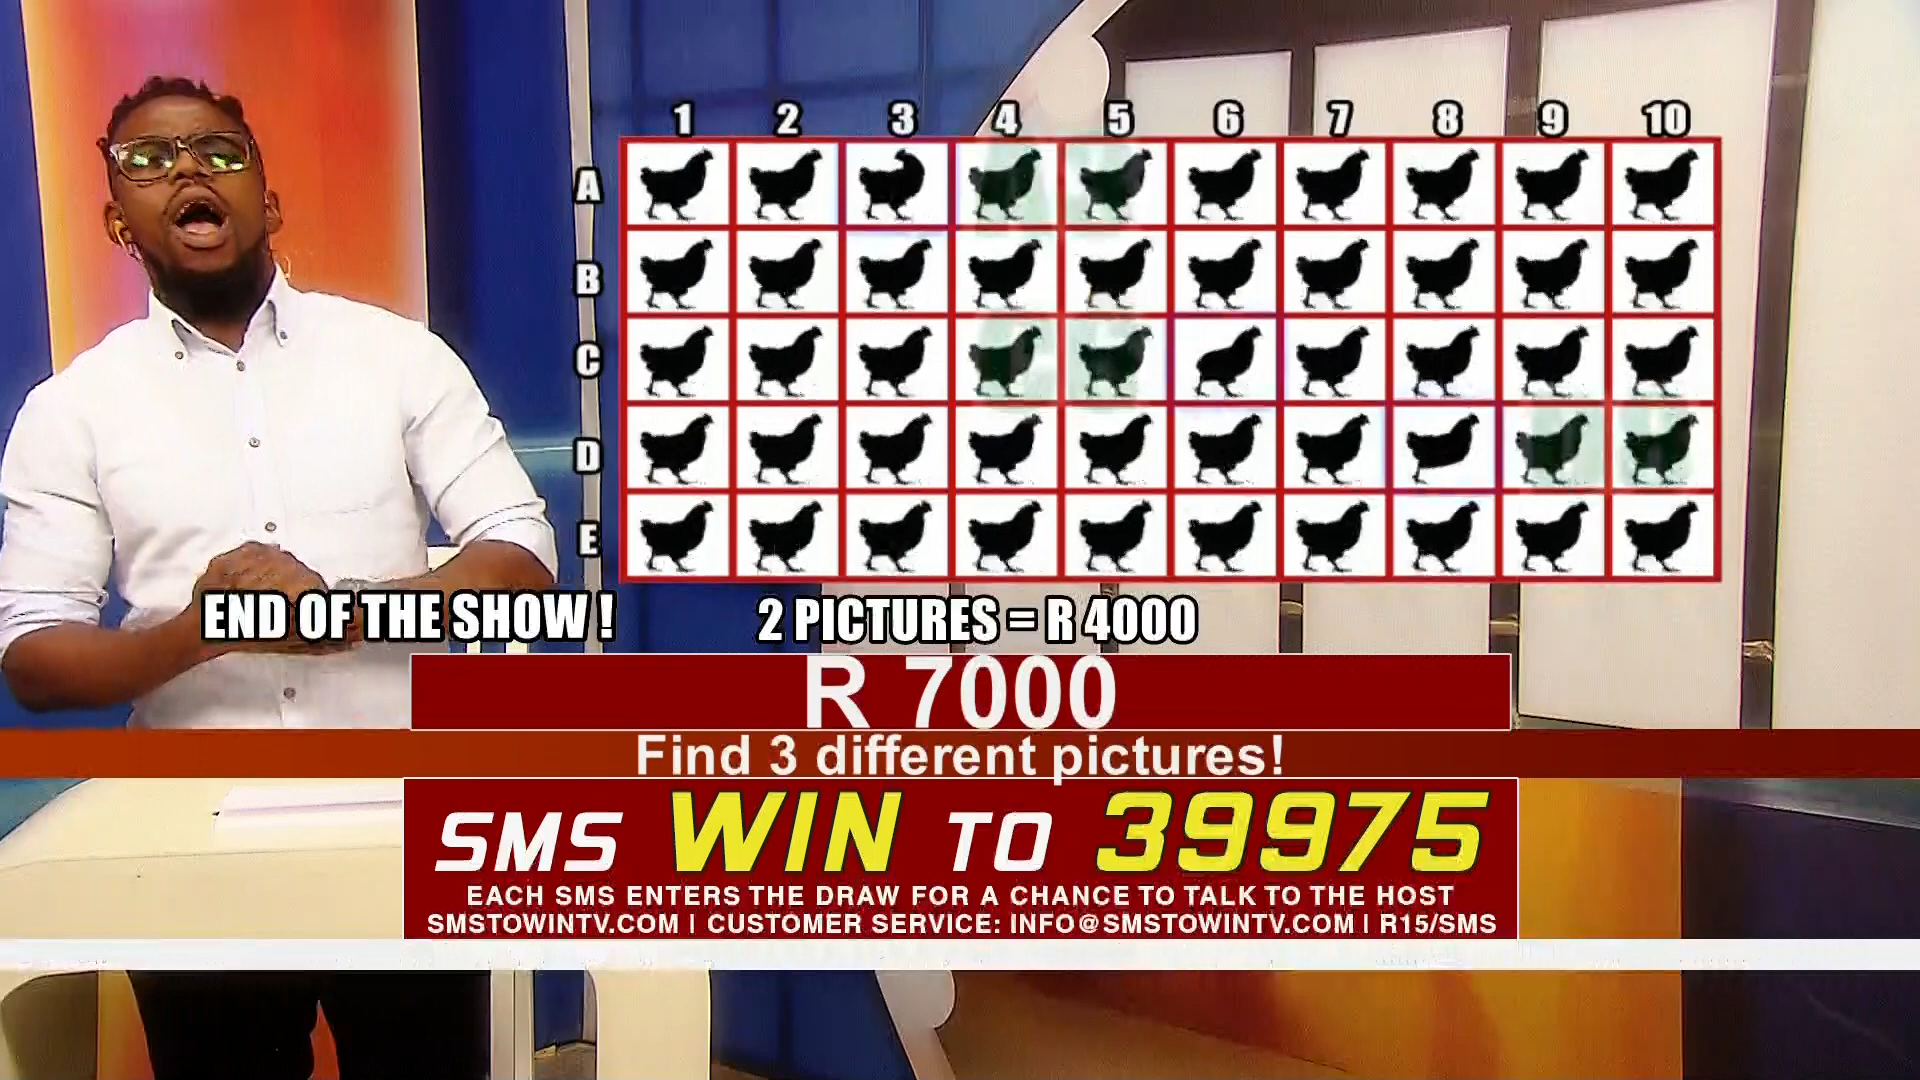 1 2 3 4 5 6 7 8 9 10
A
B
C
D
E
END OF THE SHOW !
2 PICTURES = R 4000
R 7000
Find 3 different pictures!
SMS WIN TO 39975
EACH SMS ENTERS THE DRAW FOR A CHANCE TO TALK TO THE HOST
SMSTOWINTV.COM | CUSTOMER SERVICE: INFO@SMSTOWINTV.COM | R15/SMS